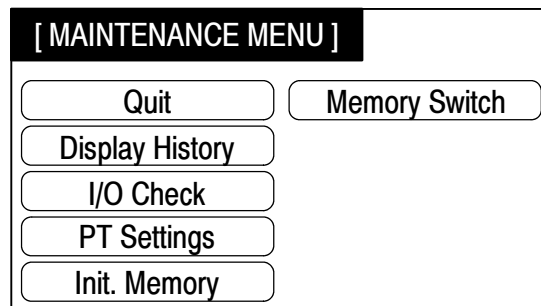 [ MAINTENANCE MENU ]
Quit
Memory Switch
Display History
I/O Check
PT Settings
Init. Memory